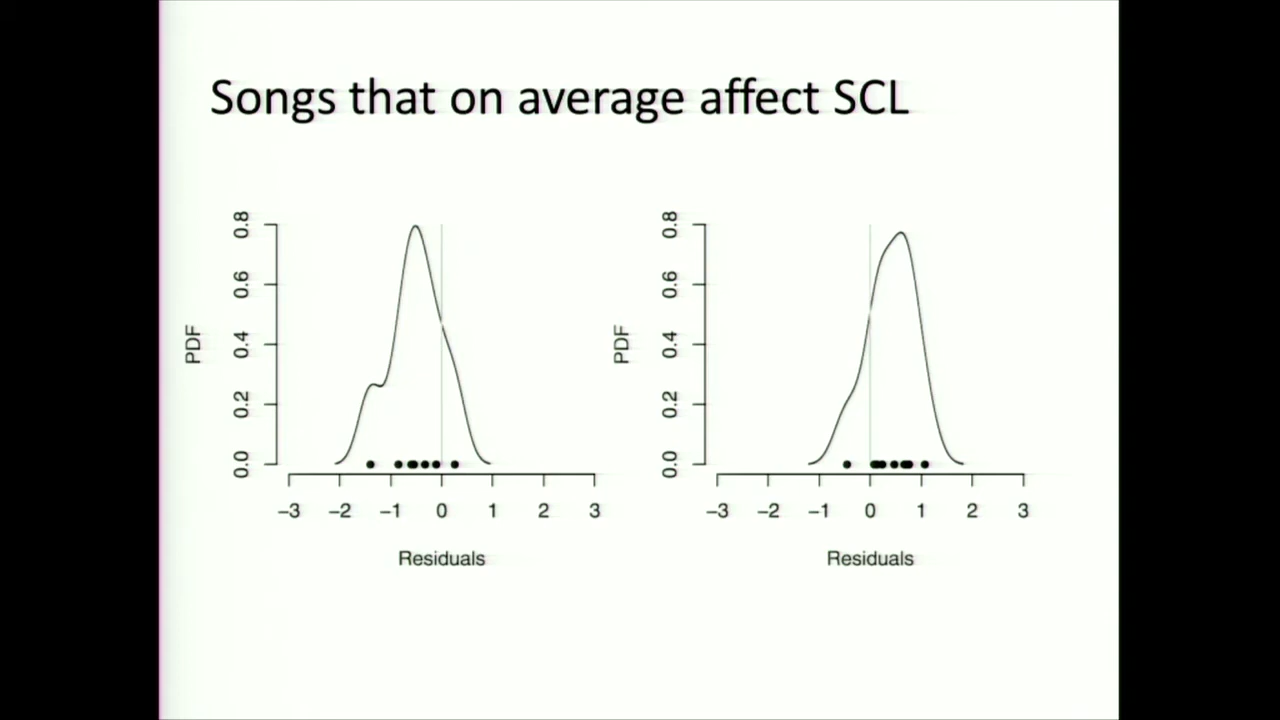 Songs that on average affect SCL
PDF
0.0 0.2 0.4 0.6 0.8
−3 −2 −1 0 1 2 3
Residuals
PDF
0.0 0.2 0.4 0.6 0.8
−3 −2 −1 0 1 2 3
Residuals